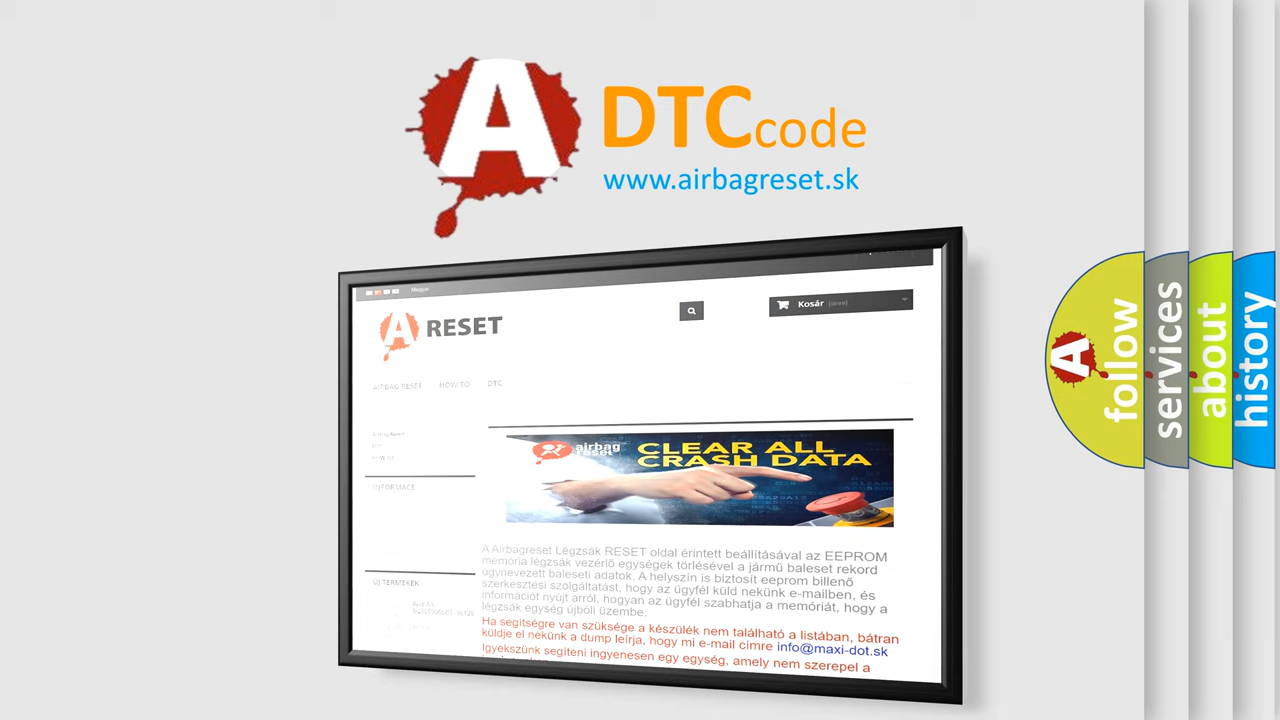 A
DTCcode
www.airbagreset.sk
Magyar
A RESET
Kosár (üres)
AIRBAG RESET HOW TO DTC
HOW TO
INFORMACE
ÚJ TERMÉKEK
airbag
reset
CLEAR ALL
CRASH DATA
A Airbagreset Légzsák RESET oldal érintett beállításával az EEPROM
memória légzsák vezérlő egységek törlésével a jármű baleset rekord
úgynevezett baleseti adatok. A helyszín is biztosít eeprom billenő
szerkesztési szolgáltatást, hogy az ügyfél küld nekünk e-mailben, és
információt nyújt arról, hogyan az ügyfél szabhatja a memóriát, hogy a
légzsák egység újbóli üzembe.
Ha segítségre van szüksége a készülék nem található a listában, bátran
küldje el nekünk a dump leírja, hogy mi e-mail címre info@maxi-dot.sk
Igyekszünk segíteni ingyenesen egy egység, amely nem szerepel a
A
follow
services
about
history